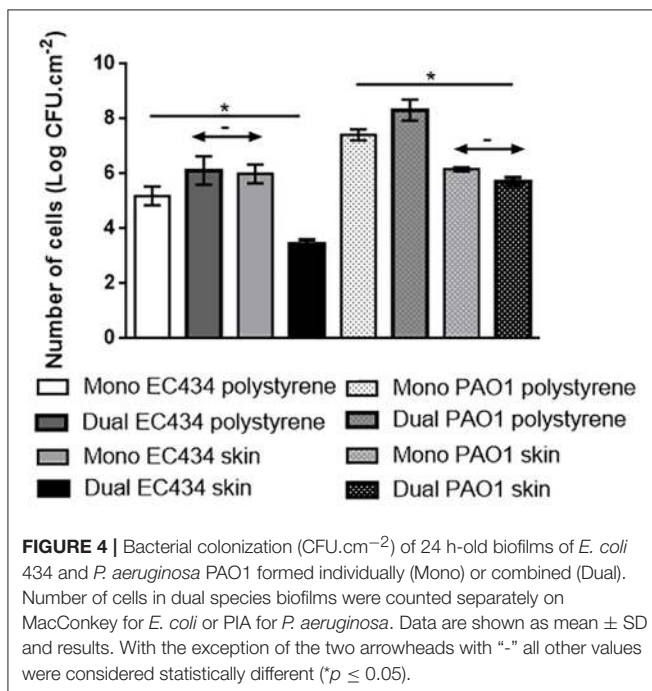 Number of cells (Log CFU.cm-2)
10
8
6
4
2
0
*
-
*
-
Mono EC434 polystyrene
Dual EC434 polystyrene
Mono EC434 skin
Dual EC434 skin
Mono PAO1 polystyrene
Dual PAO1 polystyrene
Mono PAO1 skin
Dual PAO1 skin
FIGURE 4 | Bacterial colonization (CFU.cm−2) of 24 h-old biofilms of E. coli
434 and P. aeruginosa PAO1 formed individually (Mono) or combined (Dual).
Number of cells in dual species biofilms were counted separately on
MacConkey for E. coli or PIA for P. aeruginosa. Data are shown as mean ± SD
and results. With the exception of the two arrowheads with “-” all other values
were considered statistically different (*p ≤ 0.05).